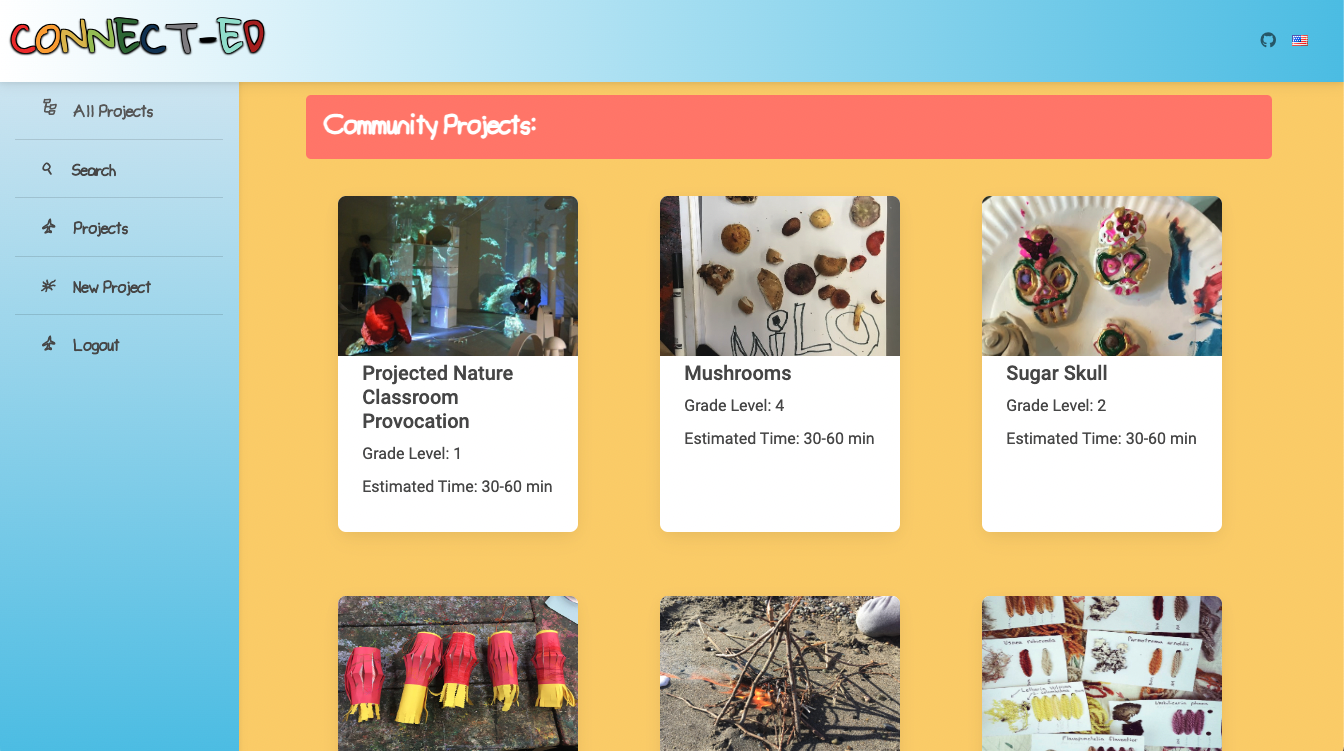 CONNECT-ED
All Projects
Search
Projects
New Project
Logout
Community Projects:
Projected Nature
Classroom
Provocation
Grade Level: 1
Estimated Time: 30-60 min
MiLO
Mushrooms
Grade Level: 4
Estimated Time: 30-60 min
Sugar Skull
Grade Level: 2
Estimated Time: 30-60 min